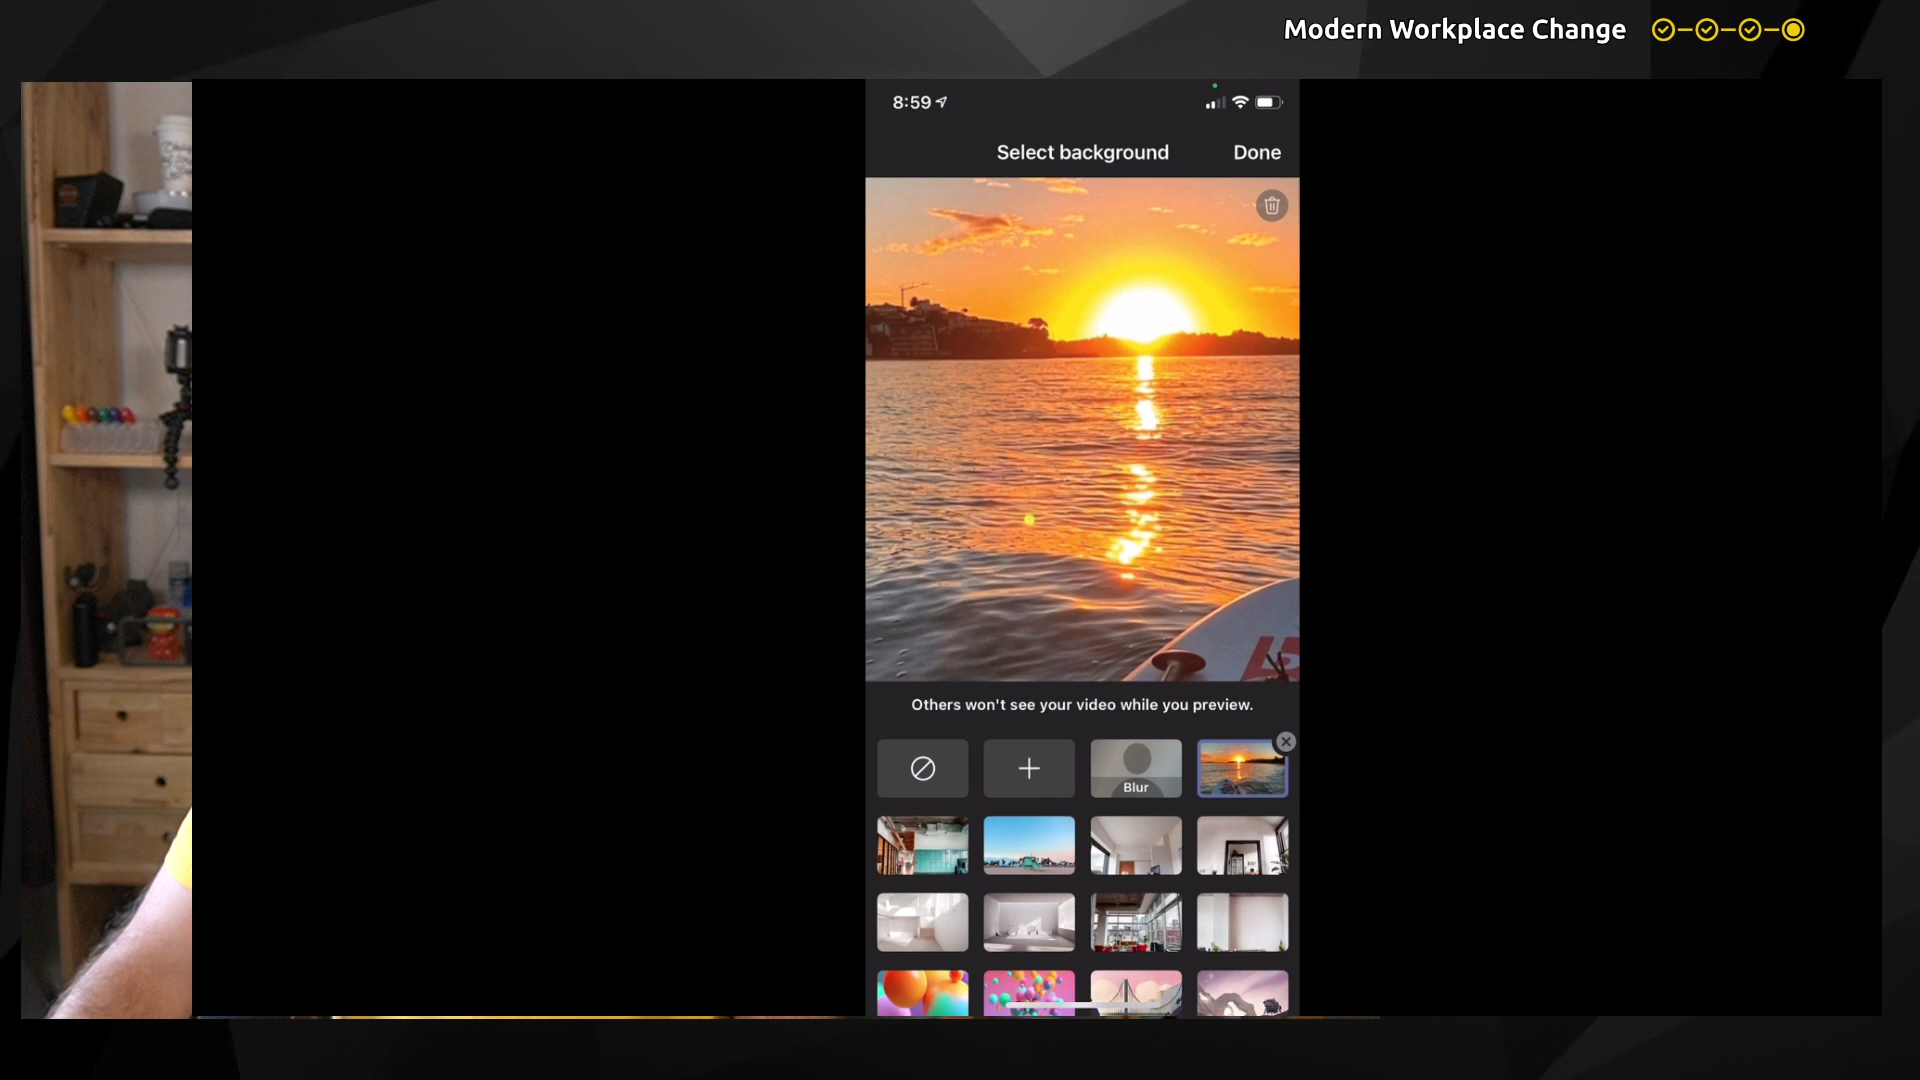 Modern Workplace Change
8:59
Select background
Done
Others won't see your video while you preview.
Blur